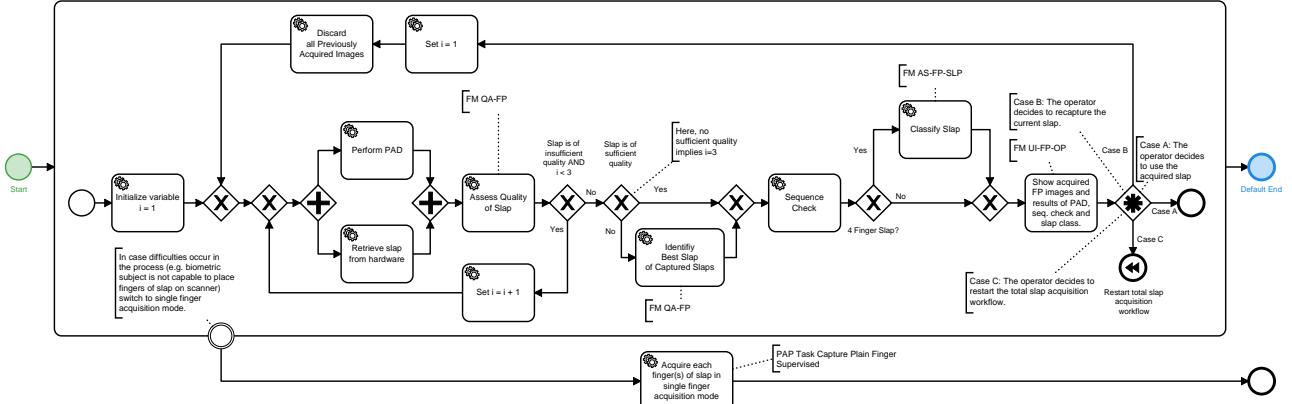 Discard
all Previously
Acquired Images
Set i = 1
FM AS-FP-SLP
FM QA-FP
Case B: The operator
decides to recapture the
current slap.
Here, no
sufficient quality
implies i=3
Classify Slap
Perform PAD
Slap is of
insufficient
quality AND
i < 3
Slap is of
sufficient
quality
Yes
FM UI-FP-OP
Case B
Case A: The
operator decides
to use the
acquired slap
Start
Default End
Initialize variable
i = 1
Assess Quality
of Slap
No
Yes
Sequence
Check
No
Show acquired
FP images and
results of PAD,
seq. check and
slap class.
Case A
Yes
No
4 Finger Slap?
Case C
Retrieve slap
from hardware
Identifiy
Best Slap
of Captured Slaps
In case difficulties occur in
the process (e.g. biometric
subject is not capable to place
fingers of slap on scanner)
switch to single finger
acquisition mode.
Set i = i + 1
FM QA-FP
Case C: The operator decides to
restart the total slap acquisition
workflow.
Restart total slap
acquisition
workflow
Acquire each
finger(s) of slap in
single finger
acquisition mode
PAP Task Capture Plain Finger
Supervised